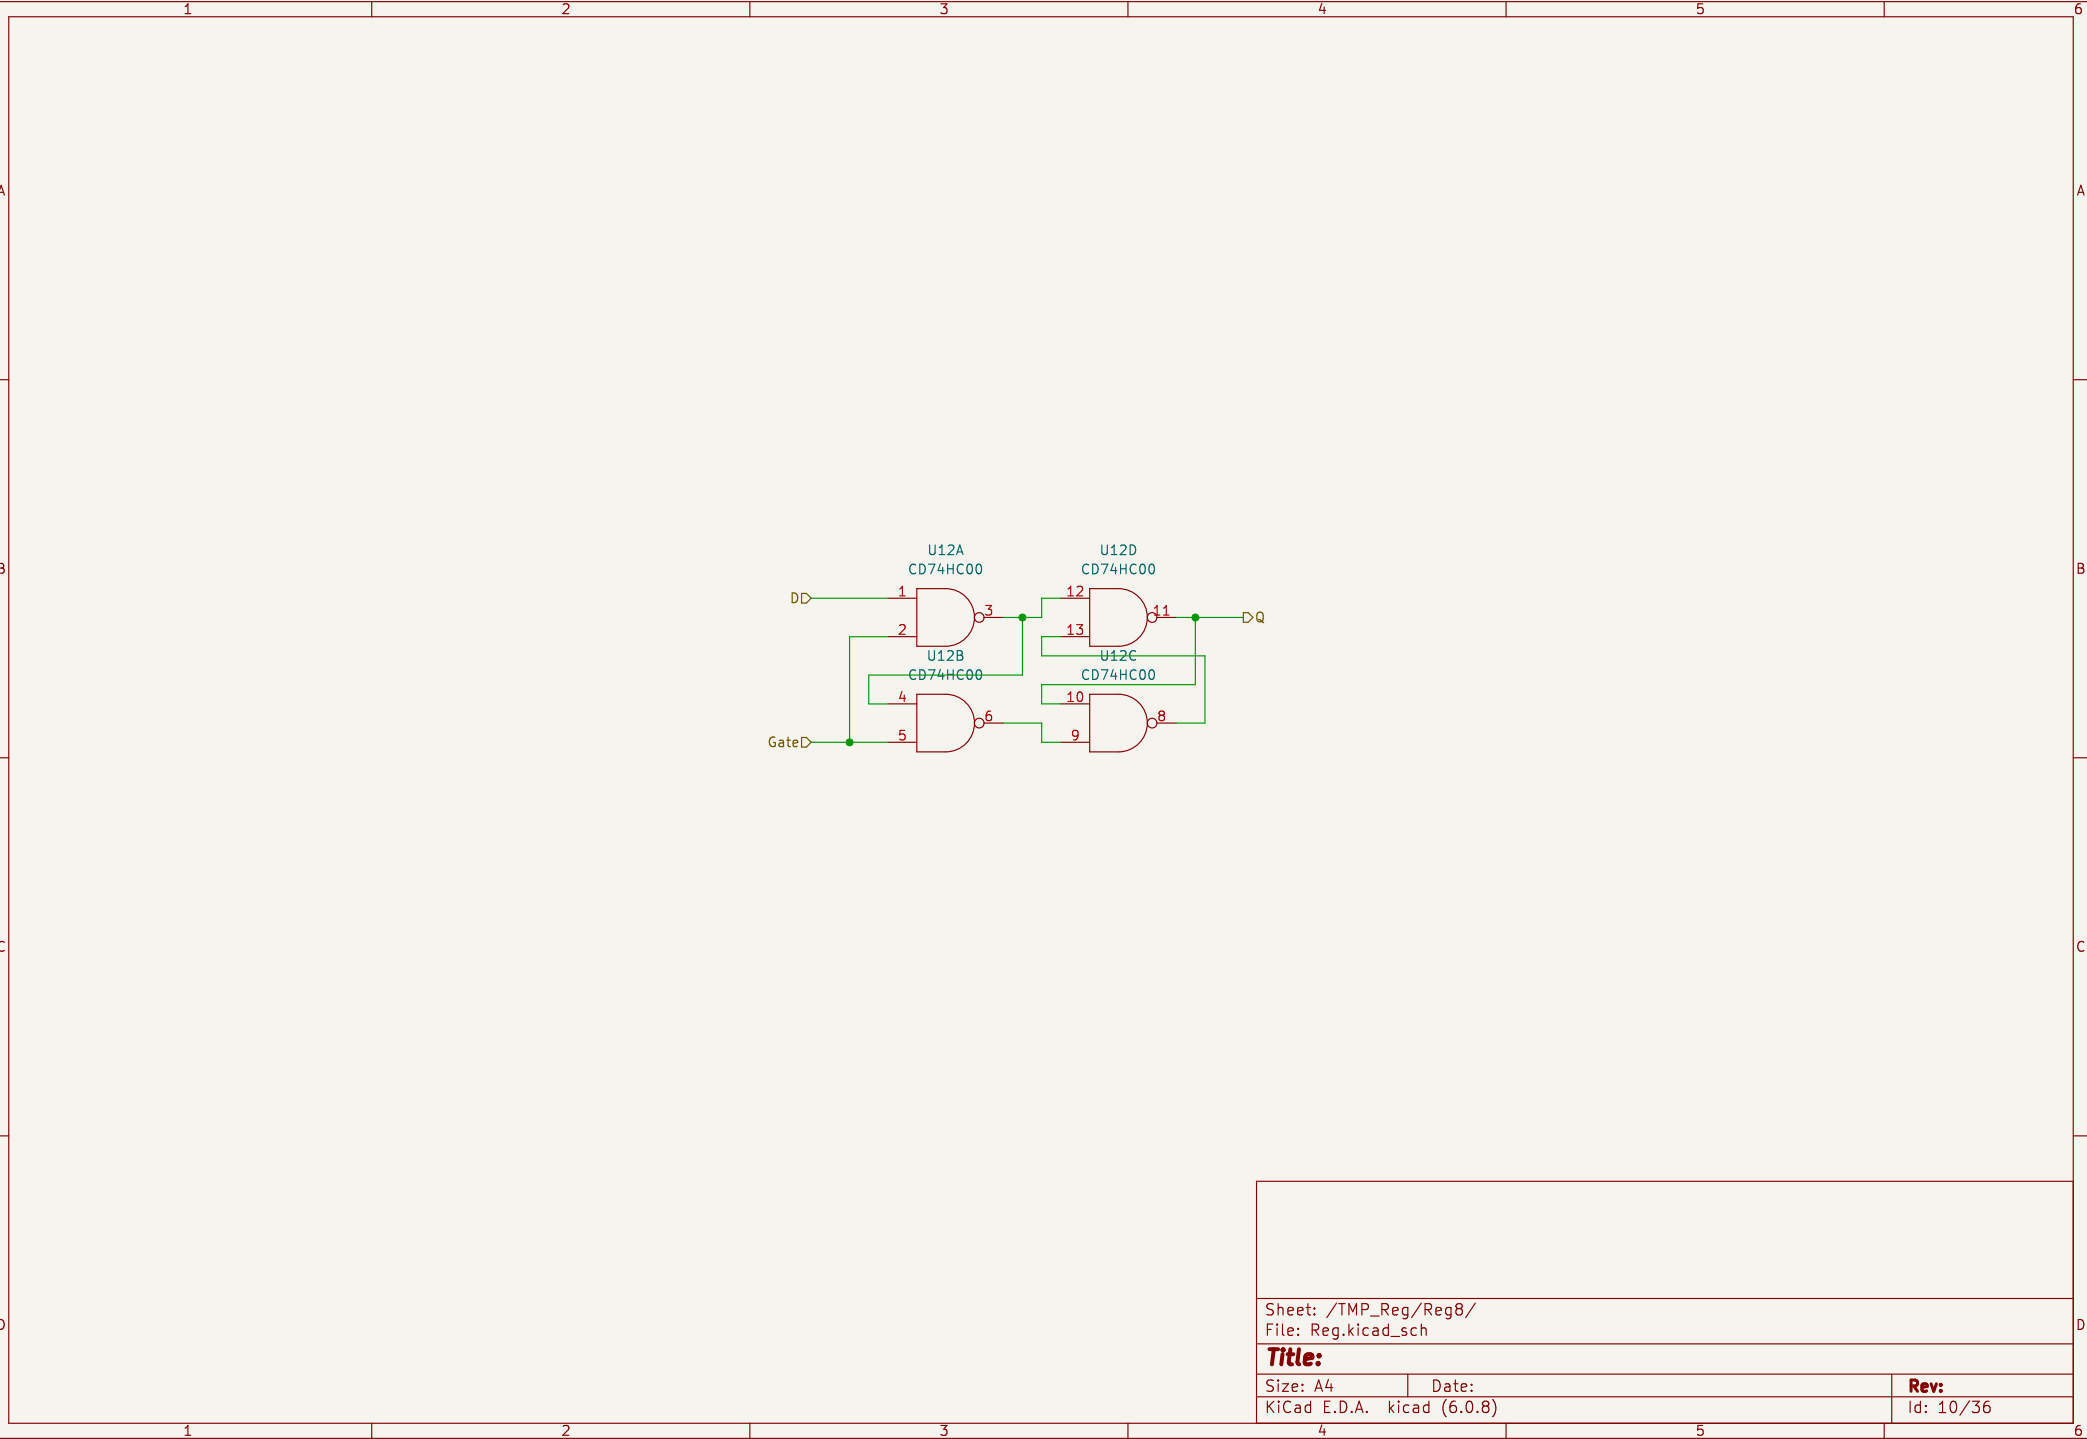 1 2 3 4 5 6
A A
B B
U12A U12D
CD74HC00 CD74HC00
D 1 3 12 11 Q
2 13
U12B U12C
CD74HC00 CD74HC00
4 6 10 8
Gate 5 9
C C
Sheet: /TMP_Reg/Reg8/
D D
File: Reg.kicad_sch
Title:
Size: A4 Date: Rev:
KiCad E.D.A. kicad (6.0.8) Id: 10/36
1 2 3 4 5 6